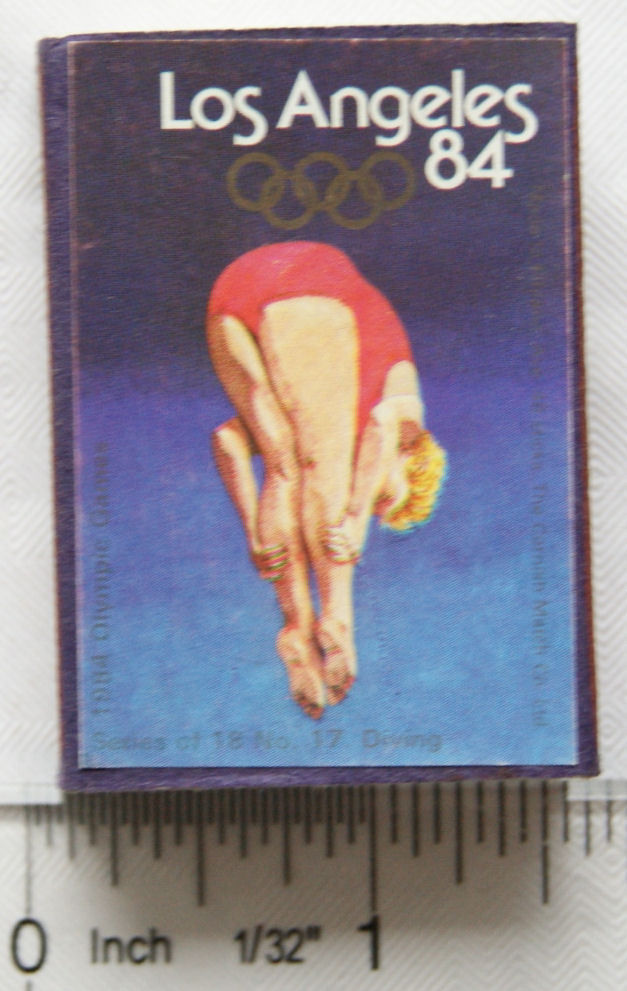 Los Angeles
84
1984 Olympic Games
Series of 18 No. 17 Diving
0 Inch 1/32" 1